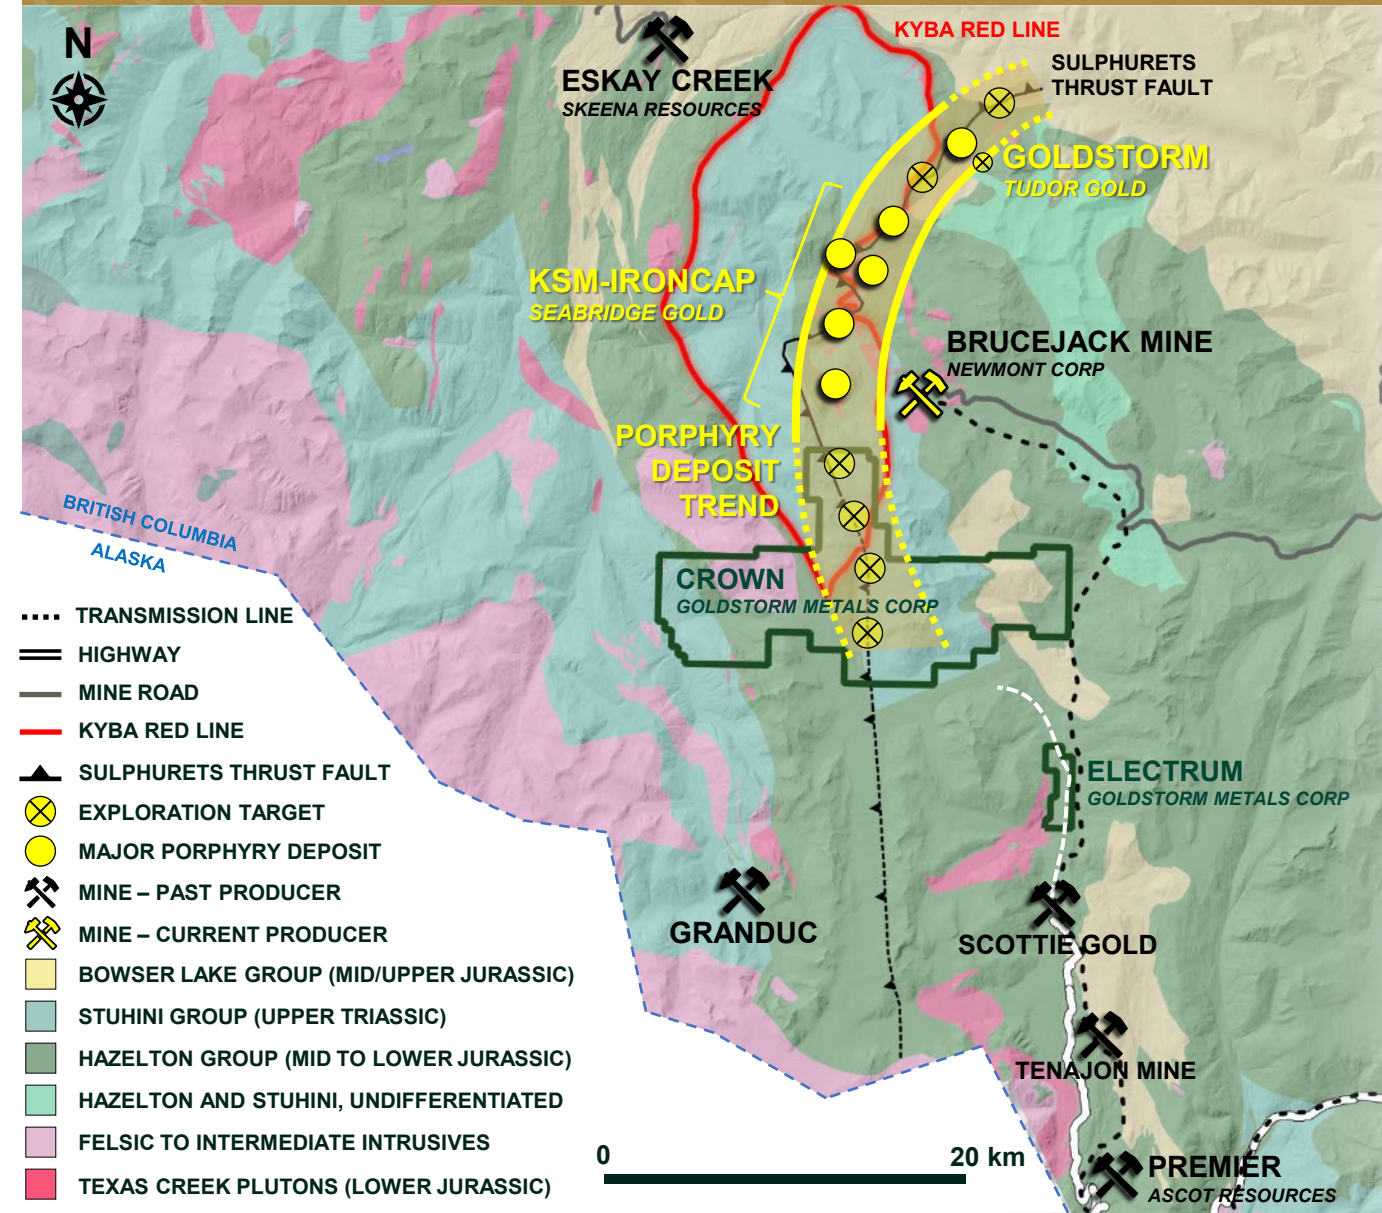 N
KYBA RED LINE
ESKAY CREEK
SKEENA RESOURCES
SULPHURETS
THRUST FAULT
GOLDSTORM
TUDOR GOLD
KSM-IRONCAP
SEABRIDGE GOLD
BRUCEJACK MINE
NEWMONT CORP
PORPHYRY
DEPOSIT
TREND
BRITISH COLUMBIA
ALASKA
CROWN
GOLDSTORM METALS CORP
ELECTRUM
GOLDSTORM METALS CORP
GRANDUC
SCOTTIE GOLD
TENAJON MINE
PREMIER
ASCOT RESOURCES
TRANSMISSION LINE
HIGHWAY
MINE ROAD
KYBA RED LINE
SULPHURETS THRUST FAULT
EXPLORATION TARGET
MAJOR PORPHYRY DEPOSIT
MINE – PAST PRODUCER
MINE – CURRENT PRODUCER
BOWSER LAKE GROUP (MID/UPPER JURASSIC)
STUHINI GROUP (UPPER TRIASSIC)
HAZELTON GROUP (MID TO LOWER JURASSIC)
HAZELTON AND STUHINI, UNDIFFERENTIATED
FELSIC TO INTERMEDIATE INTRUSIVES
TEXAS CREEK PLUTONS (LOWER JURASSIC)
0 20 km